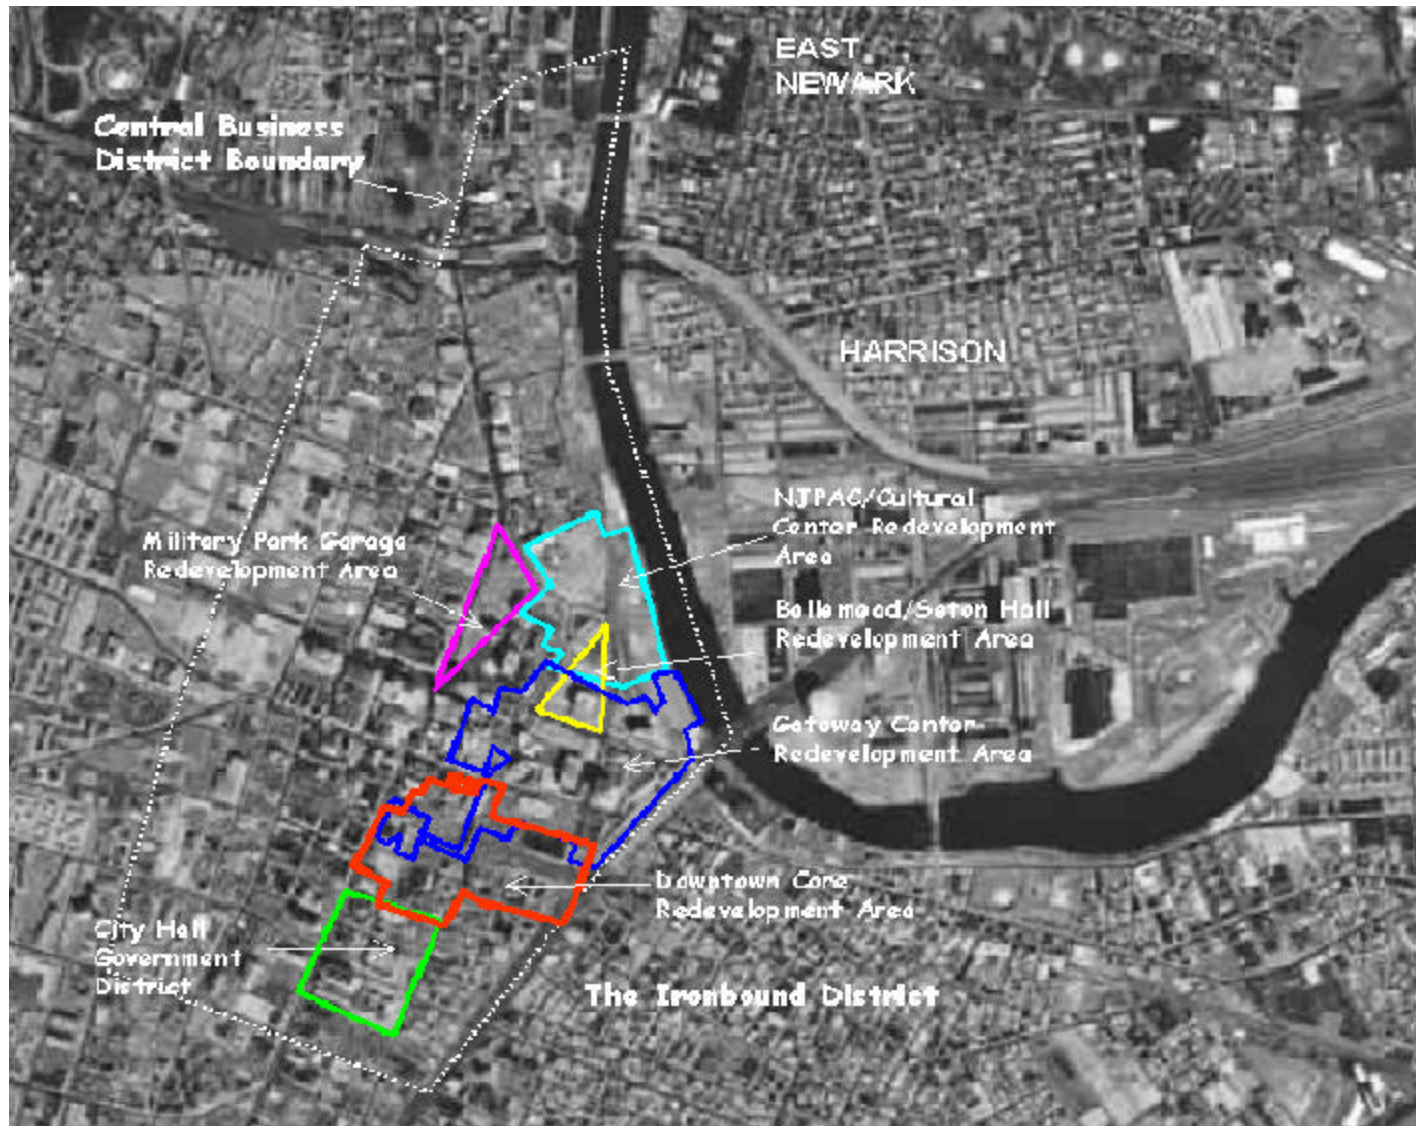 EAST
NEWARK
Central Business
District Boundary
HARRISON
NJPAC/Cultural
Center Redevelopment
Area
Military Park Garage
Redevelopment Area
Ballemead/Seton Hall
Redevelopment Area
Gateway Center
Redevelopment Area
Downtown Core
Redevelopment Area
City Hall
Government
District
The Ironbound District